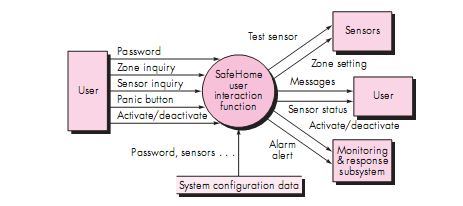 Password
Zone inquiry
Sensor inquiry
Panic button
Activate/deactivate
User
SafeHome
user
interaction
function
Test sensor
Sensors
Zone setting
Messages
User
Sensor status
Activate/deactivate
Alarm
alert
Monitoring
& response
subsystem
Password, sensors . . .
System configuration data